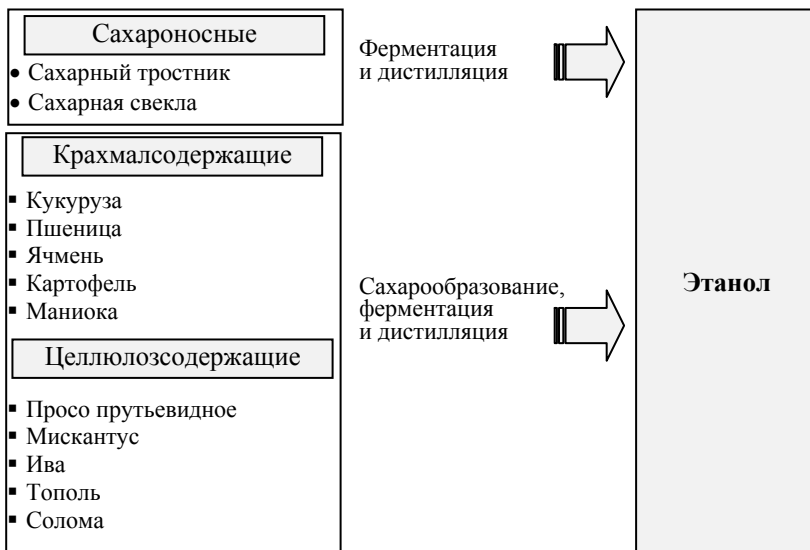 Сахароносные
• Сахарный тростник
• Сахарная свекла
Ферментация
и дистилляция
Крахмалсодержащие
▪ Кукуруза
▪ Пшеница
▪ Ячмень
▪ Картофель
▪ Маниока
Целлюлозсодержащие
▪ Просо прутьевидное
▪ Мискантус
▪ Ива
▪ Тополь
▪ Солома
Сахарообразование,
ферментация
и дистилляция
Этанол